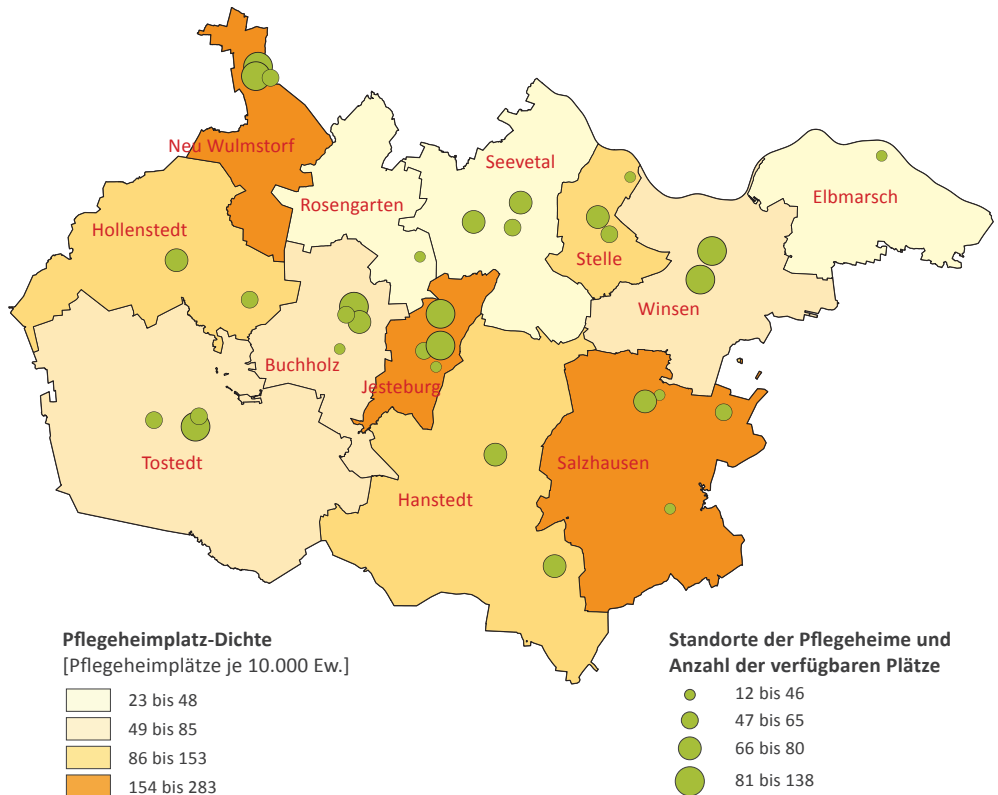 Neu Wulmstorf
Seevetal
Elbmarsch
Rosengarten
Hollenstedt
Stelle
Winsen
Buchholz
Jesteburg
Tostedt
Salzhausen
Hanstedt
Pflegeheimplatz-Dichte
[Pflegeheimplätze je 10.000 Ew.]
23 bis 48
49 bis 85
86 bis 153
154 bis 283
Standorte der Pflegeheime und
Anzahl der verfügbaren Plätze
12 bis 46
47 bis 65
66 bis 80
81 bis 138